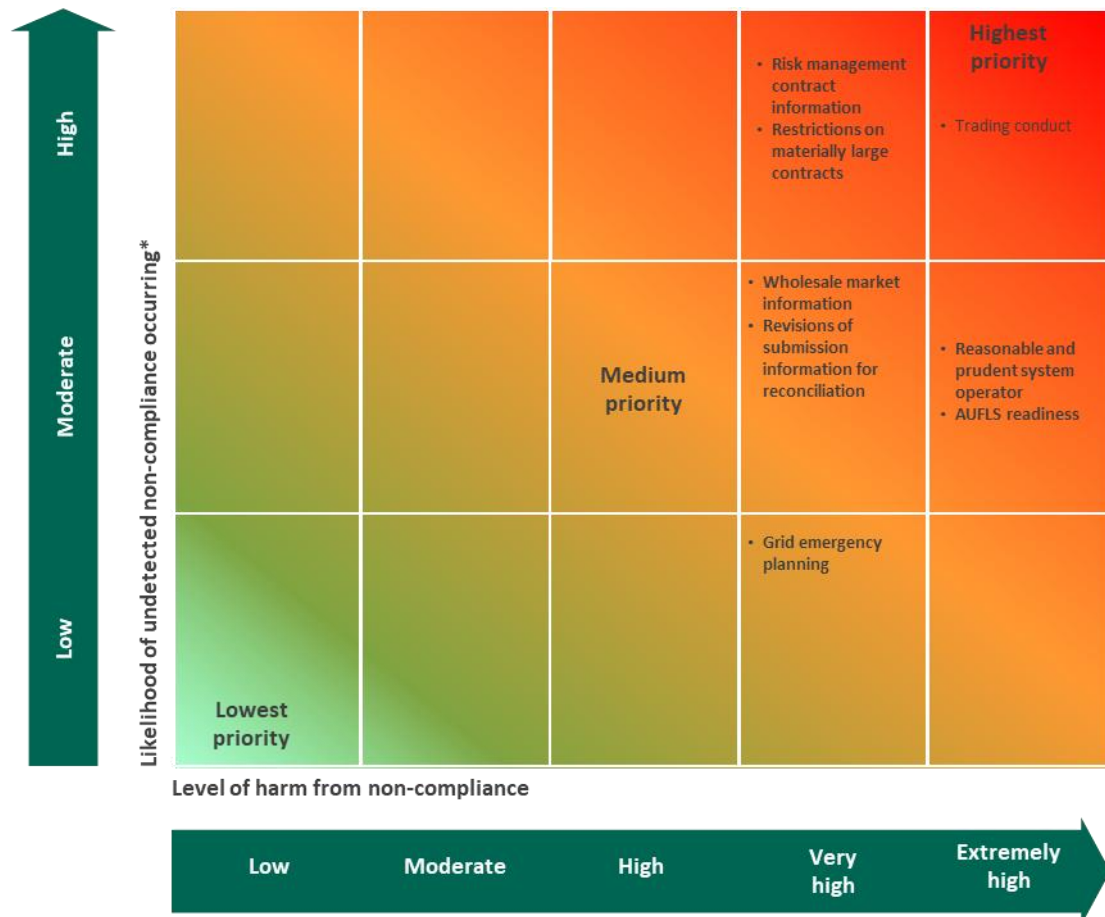 High
Moderate
Low
Likelihood of undetected non-compliance occurring*
• Risk management
contract
information
• Restrictions on
materially large
contracts
Highest
priority
• Trading conduct
Medium
priority
• Wholesale market
information
• Revisions of
submission
information for
reconciliation
• Reasonable and
prudent system
operator
• AUFLS readiness
Lowest
priority
• Grid emergency
planning
Level of harm from non-compliance
Low
Moderate
High
Very
high
Extremely
high